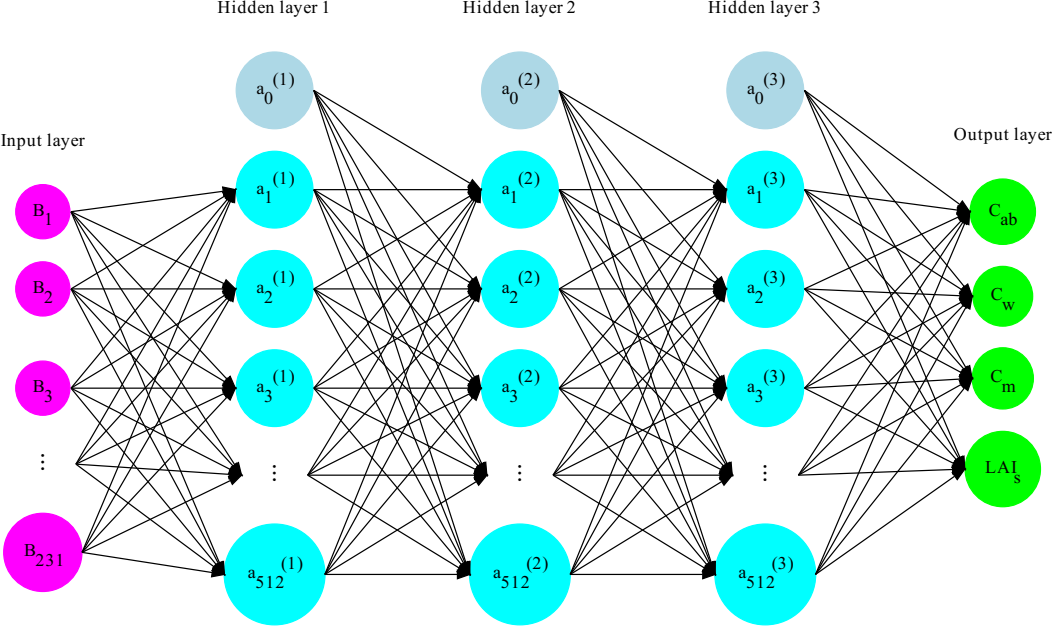 Hidden layer 1
Hidden layer 2
Hidden layer 3
Input layer
Output layer
B1
B2
B3
⋮
B231
a0(1)
a1(1)
a2(1)
a3(1)
⋮
a512(1)
a0(2)
a1(2)
a2(2)
a3(2)
⋮
a512(2)
a0(3)
a1(3)
a2(3)
a3(3)
⋮
a512(3)
Cab
Cw
Cm
LAIs